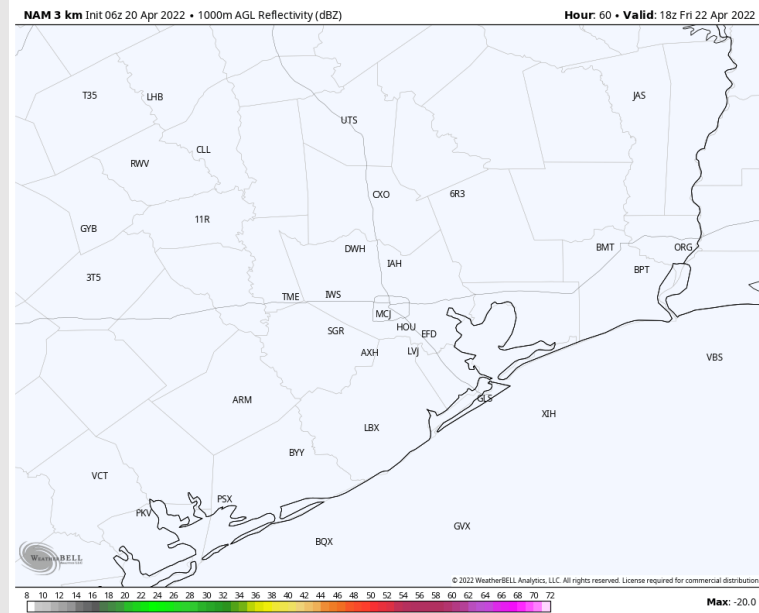 NAM 3 km Init 06z 20 Apr 2022 • 1000m AGL Reflectivity (dBZ) Hour: 60 • Valid: 18z Fri 22 Apr 2022
T35 LHB JAS
UTS
CLL
RWV
CXO 6R3
11R
GYB
DWH BMT ORG
IAH
BPT
3T5
TME IWS
MCJ
SGR HOU EFD
AXH LVJ
VBS
ARM GLS
XIH
LBX
BYY
VCT
PSX
PKV
GVX
BQX
WEATHERBELL
© 2022 WeatherBELL Analytics, LLC. All rights reserved. License required for commercial distribution
8 10 12 14 16 18 20 22 24 26 28 30 32 34 36 38 40 42 44 46 48 50 52 54 56 58 60 62 64 66 68 70 72 Max: -20.0